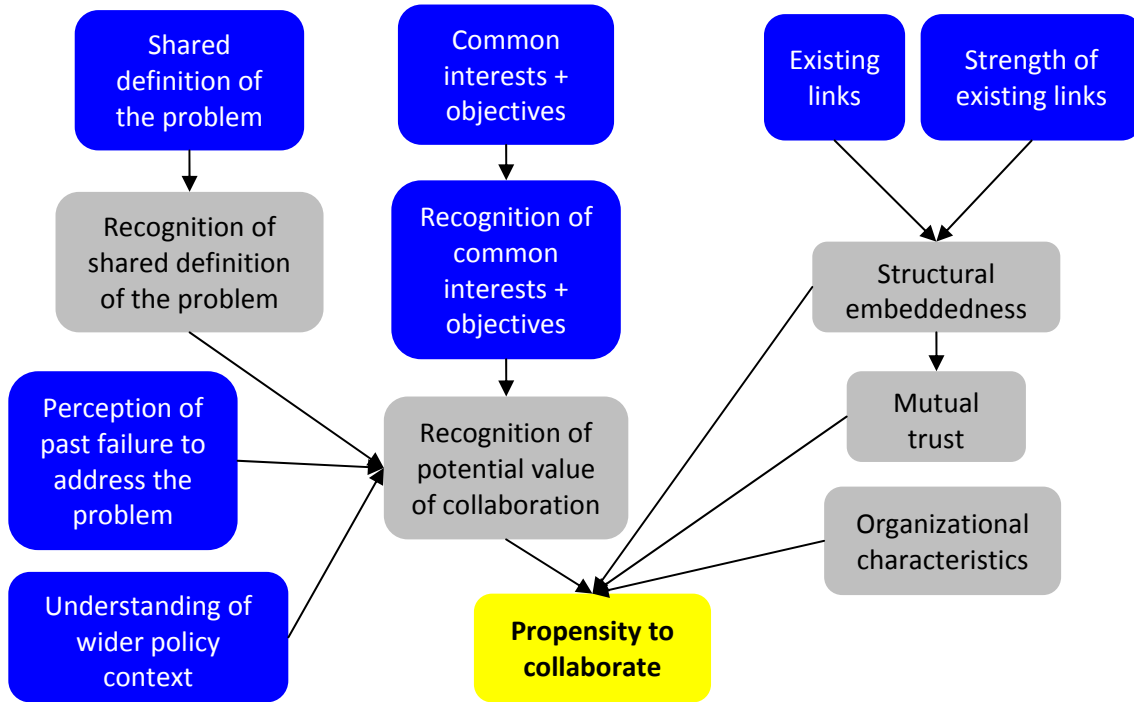 Shared
definition of
the problem
Common
interests +
objectives
Existing
links
Strength of
existing links
Recognition of
shared definition
of the problem
Recognition of
common
interests +
objectives
Structural
embeddedness
Perception of
past failure to
address the
problem
Recognition of
potential value
of collaboration
Mutual
trust
Organizational
characteristics
Understanding of
wider policy
context
Propensity to
collaborate